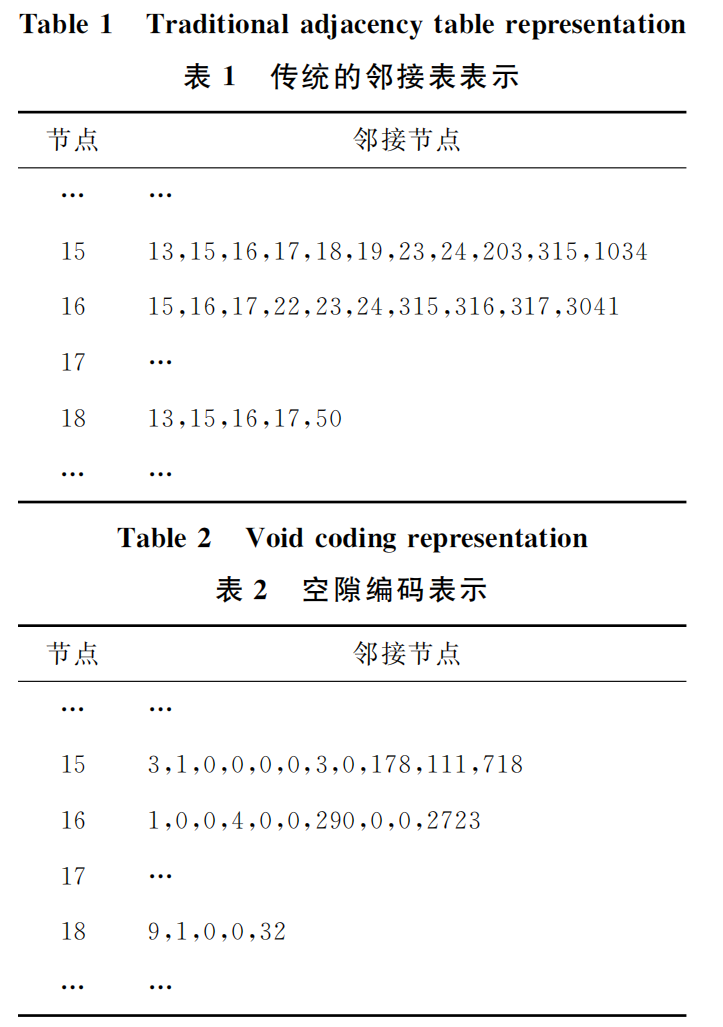 Table 1 Traditional adjacency table representation
表 1 传统的邻接表表示
节点 邻接节点
… …
15 13,15,16,17,18,19,23,24,203,315,1034
16 15,16,17,22,23,24,315,316,317,3041
17 …
18 13,15,16,17,50
… …
Table 2 Void coding representation
表 2 空隙编码表示
节点 邻接节点
… …
15 3,1,0,0,0,0,3,0,178,111,718
16 1,0,0,4,0,0,290,0,0,2723
17 …
18 9,1,0,0,32
… …